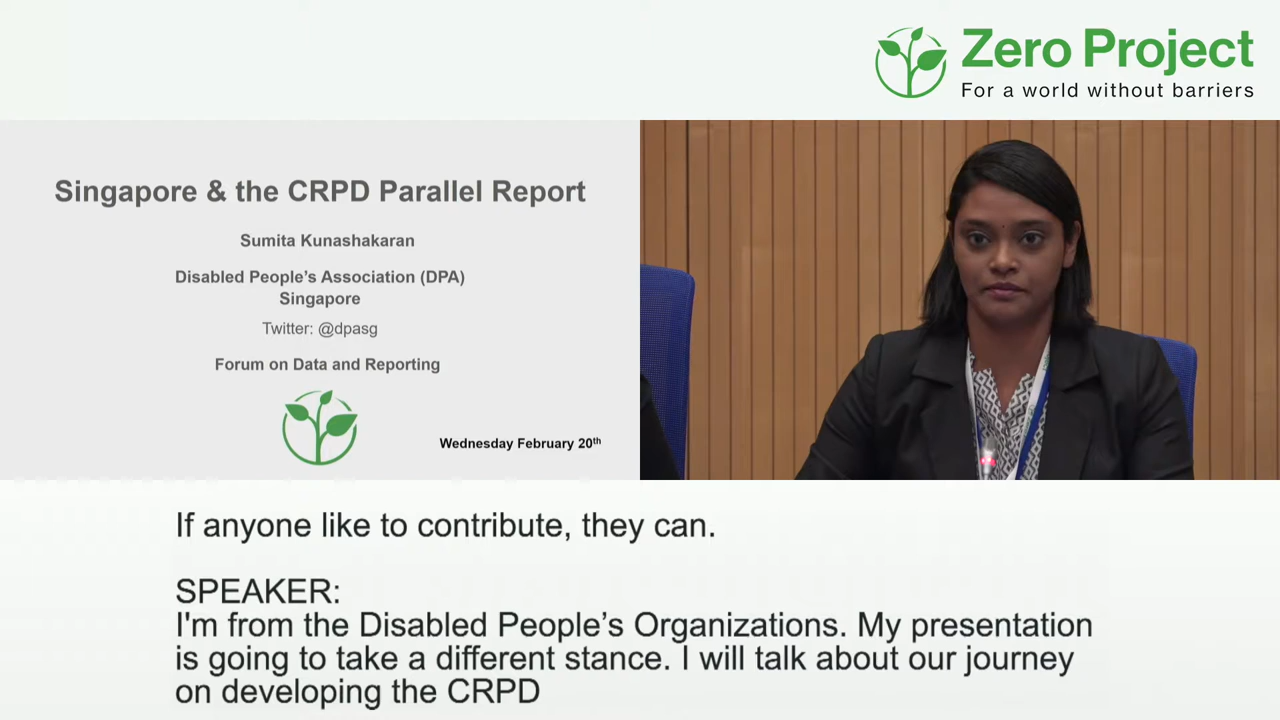 Zero Project
For a world without barriers
Singapore & the CRPD Parallel Report
Sumita Kunashakaran
Disabled People’s Association (DPA)
Singapore
Twitter: @dpasg
Forum on Data and Reporting
Wednesday February 20th
If anyone like to contribute, they can.
SPEAKER:
I'm from the Disabled People’s Organizations. My presentation
is going to take a different stance. I will talk about our journey
on developing the CRPD